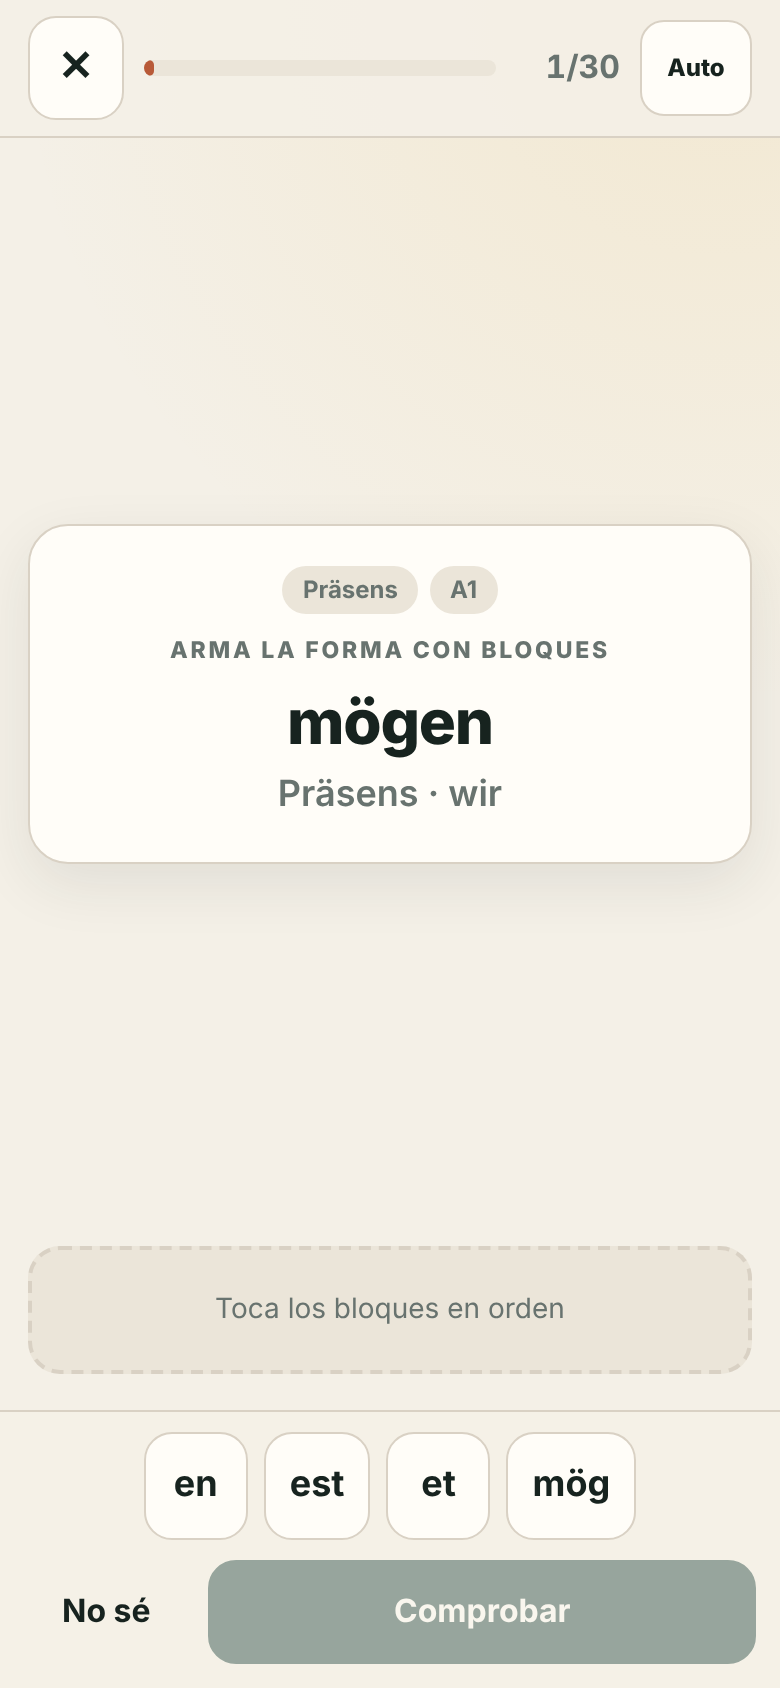 ✕ 1/30 Auto
Präsens A1
ARMA LA FORMA CON BLOQUES
mögen
Präsens · wir
Toca los bloques en orden
en est et mög
No sé Comprobar